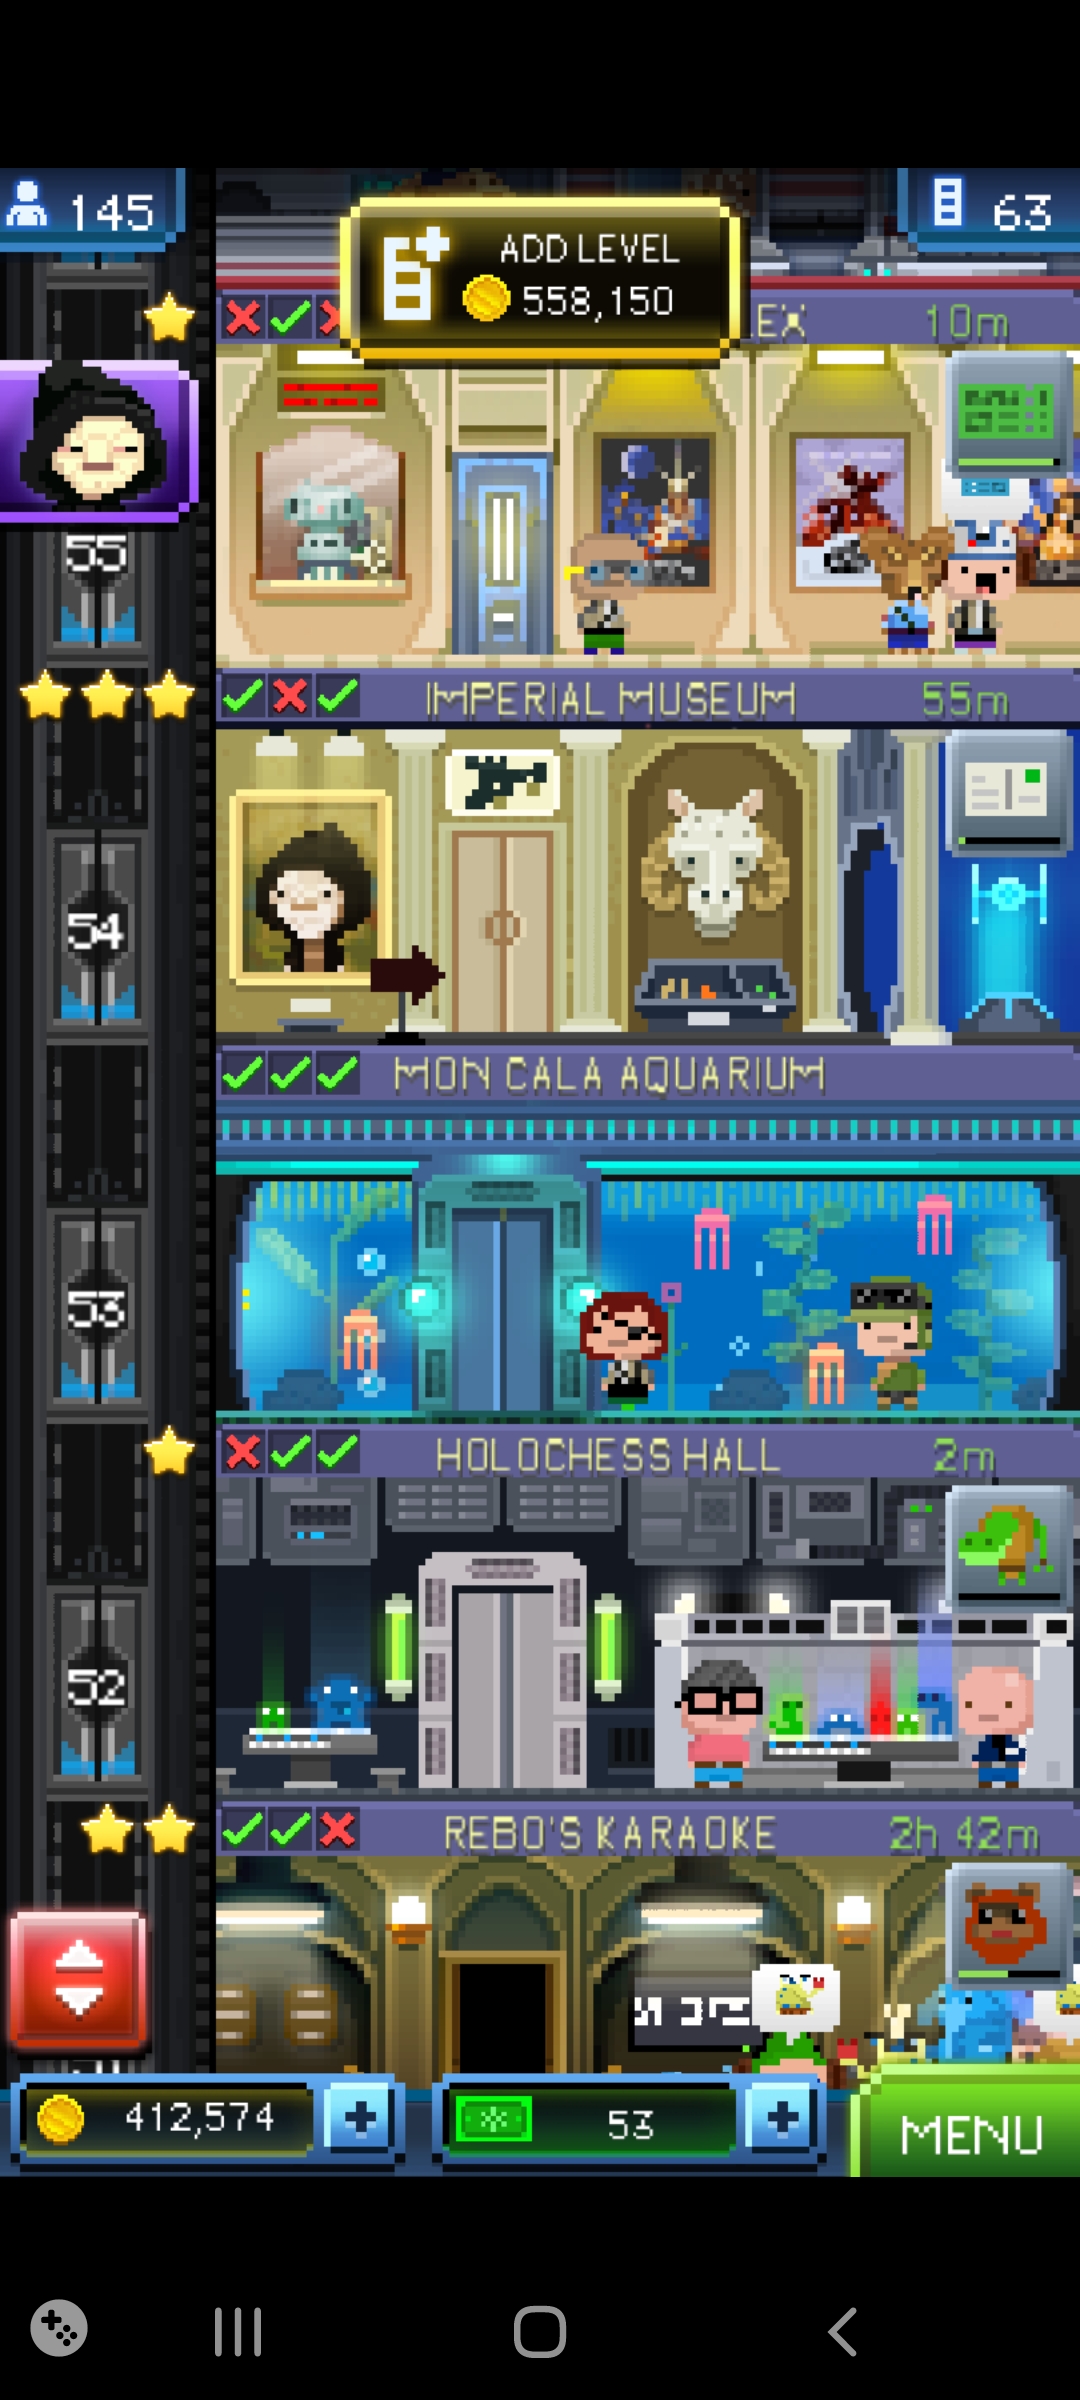 145
ADD LEVEL
558,150
63
EX 10m
55
IMPERIAL MUSEUM 55m
54
MON CALA AQUARIUM
53
HOLOCHESS HALL 2m
52
REBO'S KARAOKE 2h 42m
412,574
53
MENU